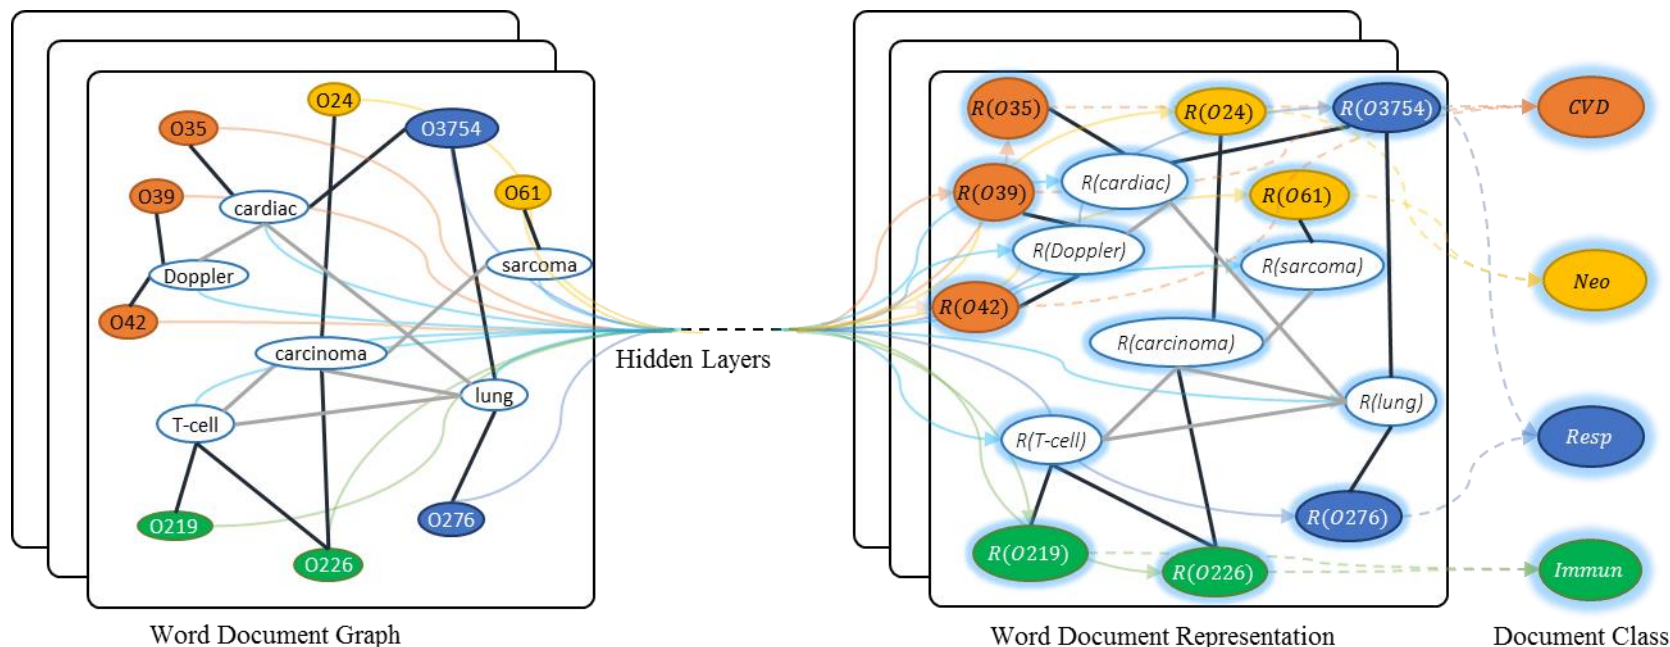 O24
O35
O3754
O39
O61
cardiac
Doppler
sarcoma
O42
carcinoma
lung
T-cell
O219
O276
O226
Word Document Graph
Hidden Layers
R(O35)
R(O24)
R(O3754)
R(cardiac)
R(O39)
R(O61)
R(Doppler)
R(sarcoma)
R(O42)
R(carcinoma)
R(lung)
R(T-cell)
R(O276)
R(O219)
R(O226)
Word Document Representation
CVD
Neo
Resp
Immun
Document Class